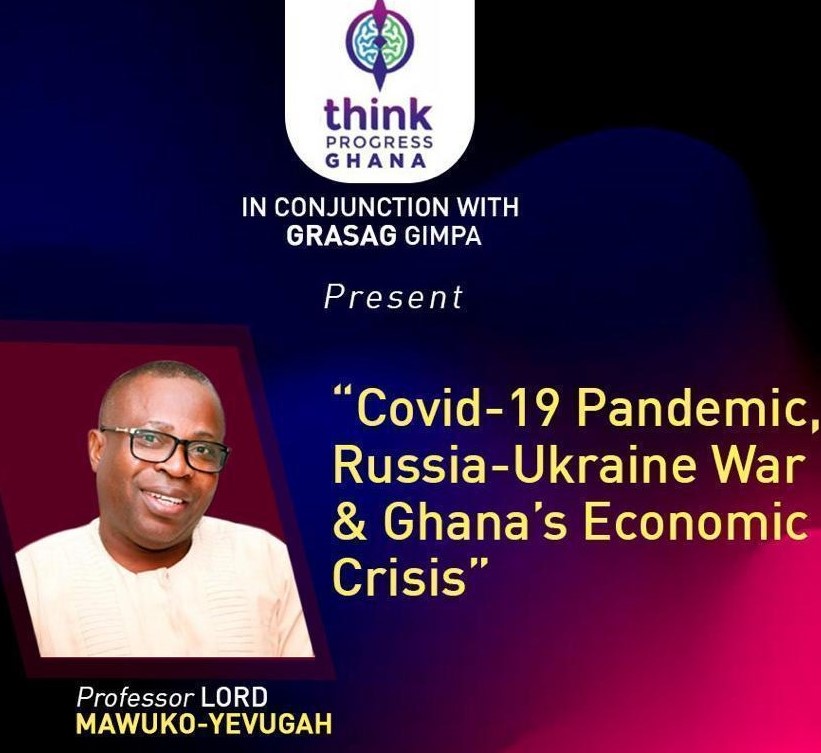 think
PROGRESS
GHANA
IN CONJUNCTION WITH
GRASAG GIMPA
Present
“Covid-19 Pandemic,
Russia-Ukraine War
& Ghana’s Economic
Crisis”
Professor LORD
MAWUKO-YEVUGAH